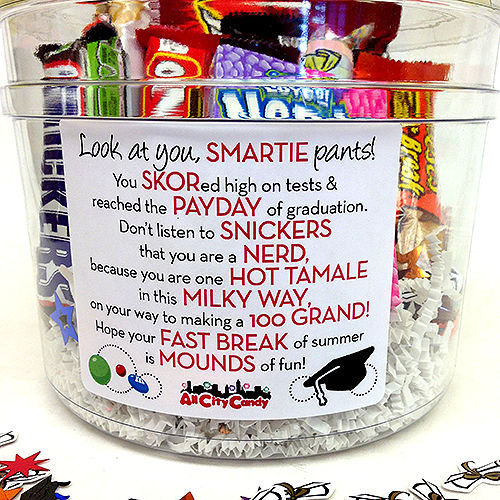 Look at you, SMARTIE pants!
You SKORed high on tests &
reached the PAYDAY of graduation.
Don't listen to SNICKERS
that you are a NERD,
because you are one HOT TAMALE
in this MILKY WAY,
on your way to making a 100 GRAND!
Hope your FAST BREAK of summer
is MOUNDS of fun!
All City Candy